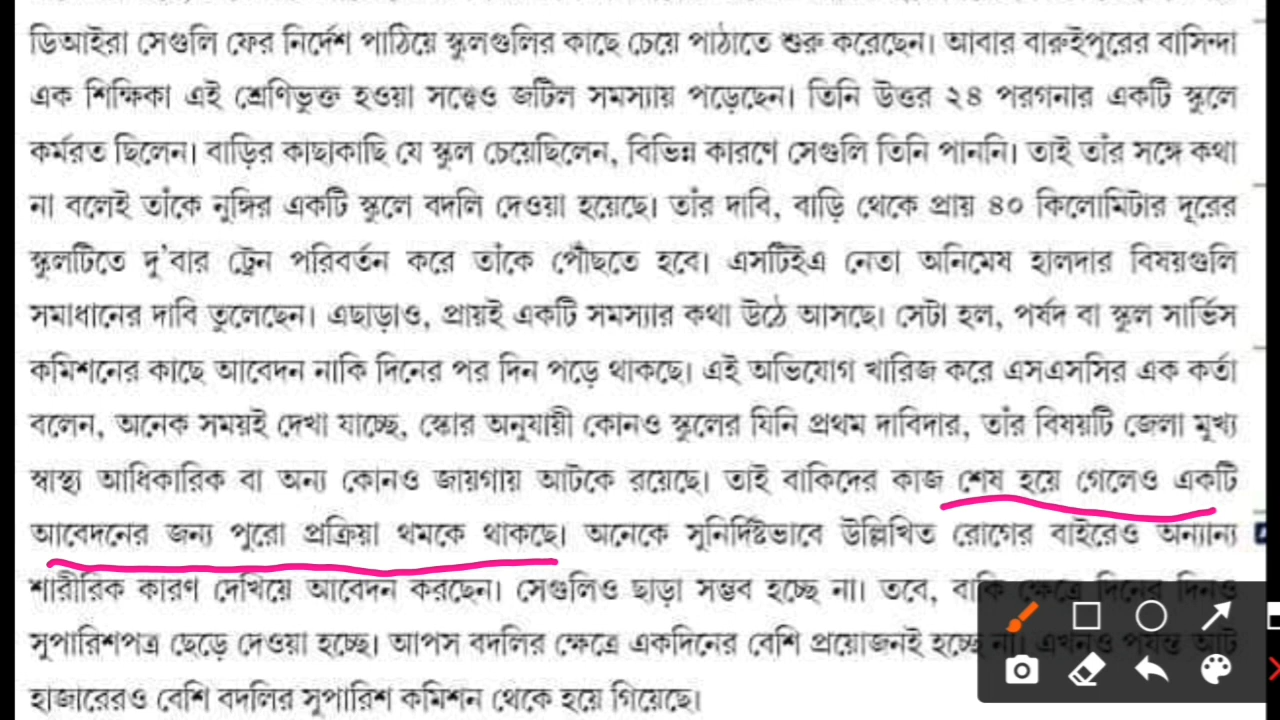 ডিআইরা সেগুলি ফের নির্দেশ পাঠিয়ে স্কুলগুলির কাছে চেয়ে পাঠাতে শুরু করেছেন। আবার বারুইপুরের বাসিন্দা
এক শিক্ষিকা এই শ্রেণিভুক্ত হওয়া সত্ত্বেও জটিল সমস্যায় পড়েছেন। তিনি উত্তর ২৪ পরগনার একটি স্কুলে
কর্মরত ছিলেন। বাড়ির কাছাকাছি যে স্কুল চেয়েছিলেন, বিভিন্ন কারণে সেগুলি তিনি পাননি। তাই তাঁর সঙ্গে কথা
না বলেই তাঁকে নুঙ্গির একটি স্কুলে বদলি দেওয়া হয়েছে। তাঁর দাবি, বাড়ি থেকে প্রায় ৪০ কিলোমিটার দূরের
স্কুলটিতে দু'বার ট্রেন পরিবর্তন করে তাঁকে পৌঁছতে হবে। এসটিইএ নেতা অনিমেষ হালদার বিষয়গুলি
সমাধানের দাবি তুলেছেন। এছাড়াও, প্রায়ই একটি সমস্যার কথা উঠে আসছে। সেটা হল, পর্ষদ বা স্কুল সার্ভিস
কমিশনের কাছে আবেদন নাকি দিনের পর দিন পড়ে থাকছে। এই অভিযোগ খারিজ করে এসএসসির এক কর্তা
বলেন, অনেক সময়ই দেখা যাচ্ছে, স্কোর অনুযায়ী কোনও স্কুলের যিনি প্রথম দাবিদার, তাঁর বিষয়টি জেলা মুখ্য
স্বাস্থ্য আধিকারিক বা অন্য কোনও জায়গায় আটকে রয়েছে। তাই বাকিদের কাজ শেষ হয়ে গেলেও একটি
আবেদনের জন্য পুরো প্রক্রিয়া থমকে থাকছে। অনেকে সুনির্দিষ্টভাবে উল্লিখিত রোগের বাইরেও অন্যান্য
শারীরিক কারণ দেখিয়ে আবেদন করছেন। সেগুলিও ছাড়া সম্ভব হচ্ছে না। তবে, বাকি ক্ষেত্রে দিনের দিনও
সুপারিশপত্র ছেড়ে দেওয়া হচ্ছে। আপস বদলির ক্ষেত্রে একদিনের বেশি প্রয়োজনই হচ্ছে না। এখনও পর্যন্ত আট
হাজারেরও বেশি বদলির সুপারিশ কমিশন থেকে হয়ে গিয়েছে।